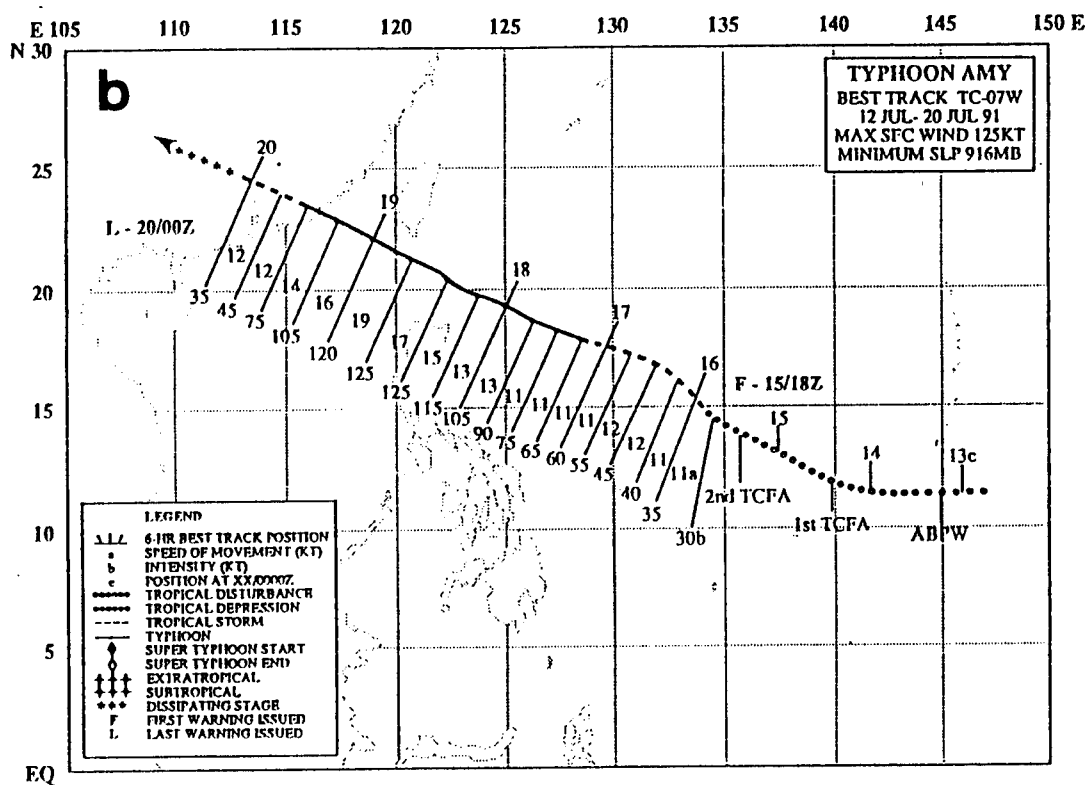 E 105 110 115 120 125 130 135 140 145 150 E
N 30
b
TYPHOON AMY
BEST TRACK TC-07W
12 JUL- 20 JUL 91
MAX SFC WIND 125KT
MINIMUM SLP 916MB
20
25
19
L - 20/00Z
18
12
12
14
16
19
17
15
13
13
11
11
11
11
12
12
11
11a
35
45
75
105
120
125
125
115
105
90
75
65
60
55
45
40
35
30b
20
17
16
F - 15/18Z
15
15
14
13c
2nd TCFA
1st TCFA
ABPW
10
5
EQ
LEGEND
6-HR BEST TRACK POSITION
a SPEED OF MOVEMENT (KT)
b INTENSITY (KT)
c POSITION AT XX/0000Z
TROPICAL DISTURBANCE
TROPICAL DEPRESSION
TROPICAL STORM
TYPHOON
SUPER TYPHOON START
SUPER TYPHOON END
EXTRATROPICAL
SUBTROPICAL
DISSIPATING STAGE
F FIRST WARNING ISSUED
L LAST WARNING ISSUED